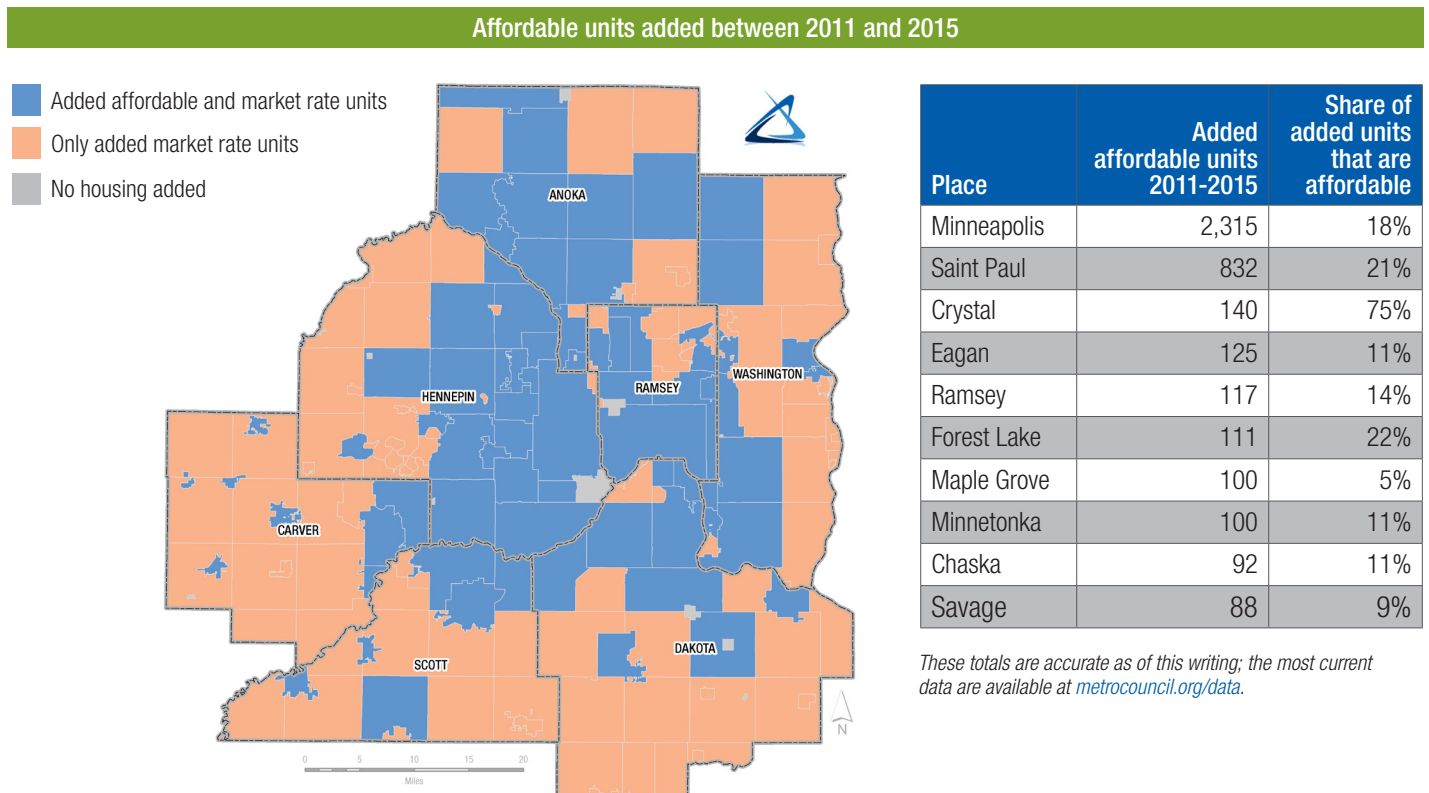 Affordable units added between 2011 and 2015
Added affordable and market rate units
Only added market rate units
No housing added
ANOKA
HENNEPIN
RAMSEY
WASHINGTON
CARVER
SCOTT
DAKOTA
N
0 5 10 15 20
Miles
Place
Added
affordable units
2011-2015
Share of
added units
that are
affordable
Minneapolis 2,315 18%
Saint Paul 832 21%
Crystal 140 75%
Eagan 125 11%
Ramsey 117 14%
Forest Lake 111 22%
Maple Grove 100 5%
Minnetonka 100 11%
Chaska 92 11%
Savage 88 9%
These totals are accurate as of this writing; the most current
data are available at metrocouncil.org/data.